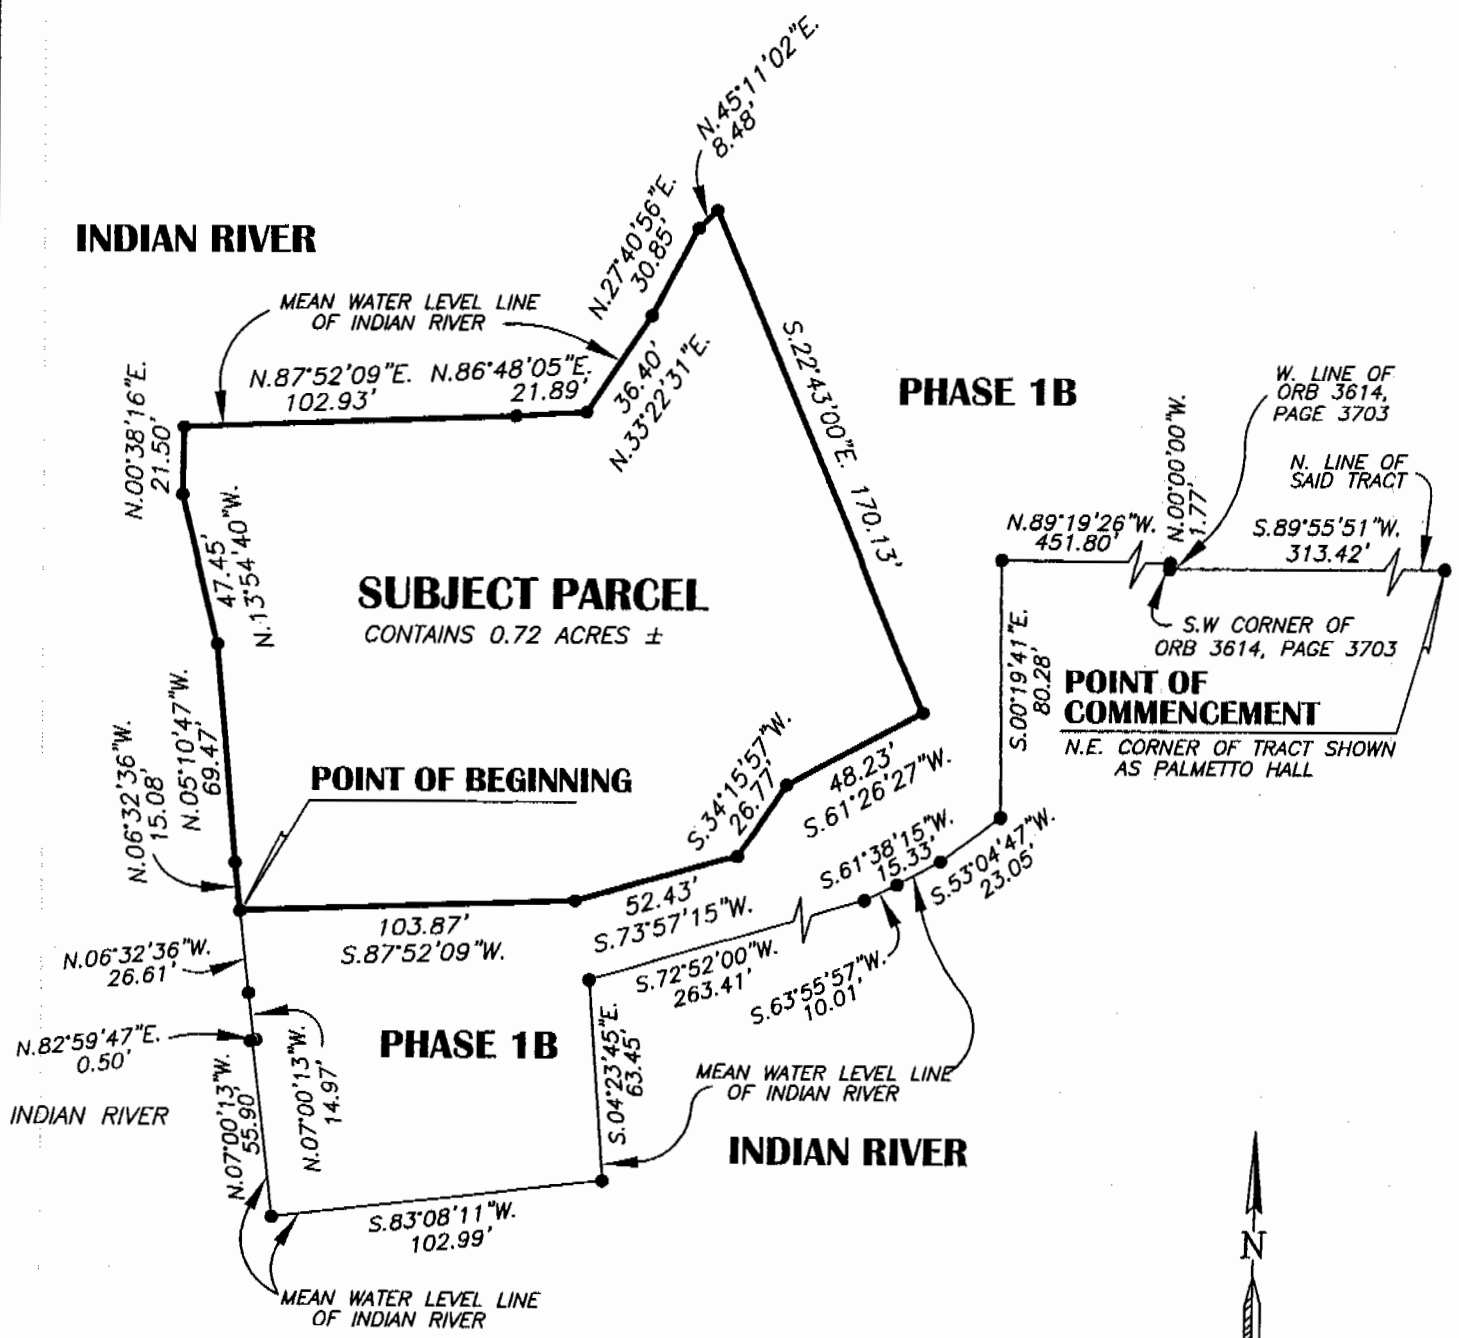 N.45°11'02"E.
8.48'
INDIAN RIVER
N.27°40'56"E.
30.85'
MEAN WATER LEVEL LINE
OF INDIAN RIVER
N.87°52'09"E.
102.93'
N.86°48'05"E.
21.89'
36.40'
N.33°22'31"E.
S.22°43'00"E. 170.13'
PHASE 1B
W. LINE OF
ORB 3614,
PAGE 3703
N.00°38'16"E.
21.50'
N.00°00'00"W.
1.77'
N. LINE OF
SAID TRACT
N.89°19'26"W.
451.80'
S.89°55'51"W.
313.42'
47.45'
N.13°54'40"W.
SUBJECT PARCEL
CONTAINS 0.72 ACRES ±
S.W CORNER OF
ORB 3614, PAGE 3703
S.00°19'41"E.
80.28'
POINT OF
COMMENCEMENT
N.E. CORNER OF TRACT SHOWN
AS PALMETTO HALL
N.05°10'47"W.
69.47'
N.06°32'36"W.
15.08'
POINT OF BEGINNING
S.34°15'57"W.
26.77'
48.23'
S.61°26'27"W.
S.61°38'15"W.
15.33'
S.53°04'47"W.
23.05'
103.87'
S.87°52'09"W.
52.43'
S.73°57'15"W.
N.06°32'36"W.
26.61'
S.72°52'00"W.
263.41'
S.63°55'57"W.
10.01'
N.82°59'47"E.
0.50'
PHASE 1B
N.07°00'13"W.
14.97'
S.04°23'45"E.
63.45'
MEAN WATER LEVEL LINE
OF INDIAN RIVER
INDIAN RIVER
N.07°00'13"W.
55.90'
INDIAN RIVER
S.83°08'11"W.
102.99'
N
MEAN WATER LEVEL LINE
OF INDIAN RIVER